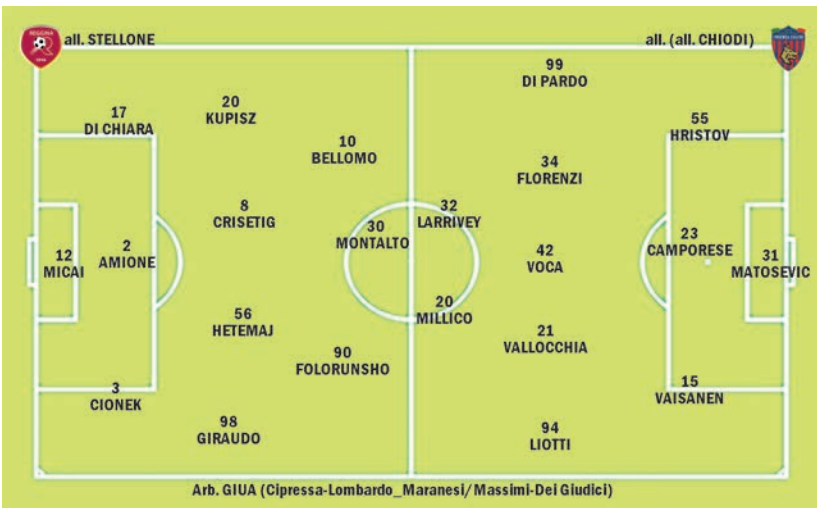 REGGINA
1914
all. STELLONE
all. (all. CHIODI)
17
DI CHIARA
20
KUPISZ
10
BELLOMO
8
CRISETIG
30
MONTALTO
12
MICAI
2
AMIONE
56
HETEMAJ
90
FOLORUNSHO
3
CIONEK
98
GIRAUDO
99
DI PARDO
55
HRISTOV
34
FLORENZI
32
LARRIVEY
42
VOCA
23
CAMPORESE
31
MATOSEVIC
20
MILLICO
21
VALLOCCHIA
15
VAISANEN
94
LIOTTI
Arb. GIUA (Cipressa-Lombardo_Maranesi/Massimi-Dei Giudici)